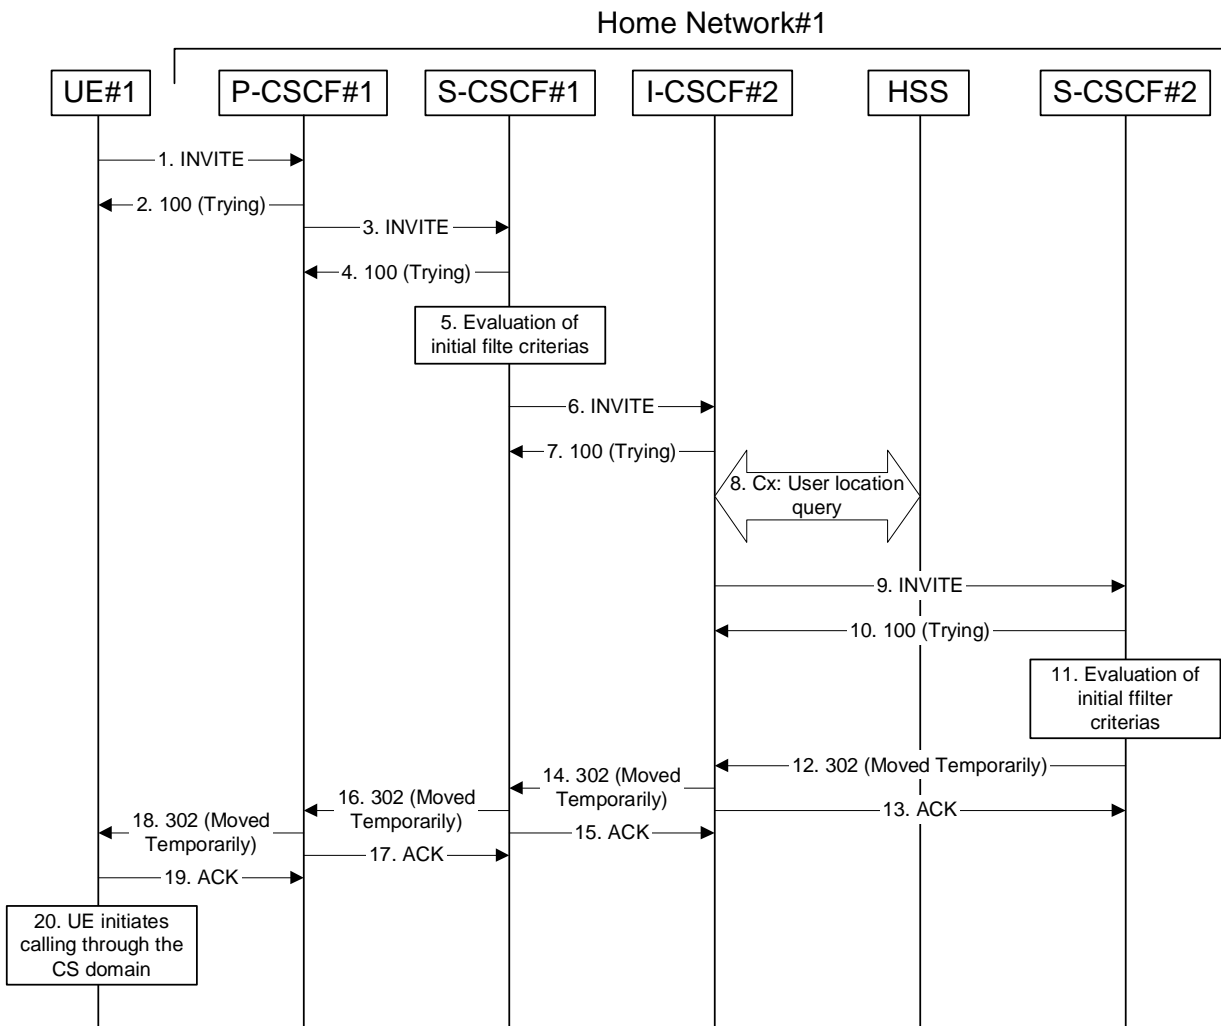 Home Network#1
UE#1
P-CSCF#1
S-CSCF#1
I-CSCF#2
HSS
S-CSCF#2
1. INVITE
2. 100 (Trying)
3. INVITE
4. 100 (Trying)
5. Evaluation of
initial filte criterias
6. INVITE
7. 100 (Trying)
8. Cx: User location
query
9. INVITE
10. 100 (Trying)
11. Evaluation of
initial ffilter
criterias
12. 302 (Moved Temporarily)
13. ACK
14. 302 (Moved
Temporarily)
15. ACK
16. 302 (Moved
Temporarily)
17. ACK
18. 302 (Moved
Temporarily)
19. ACK
20. UE initiates
calling through the
CS domain